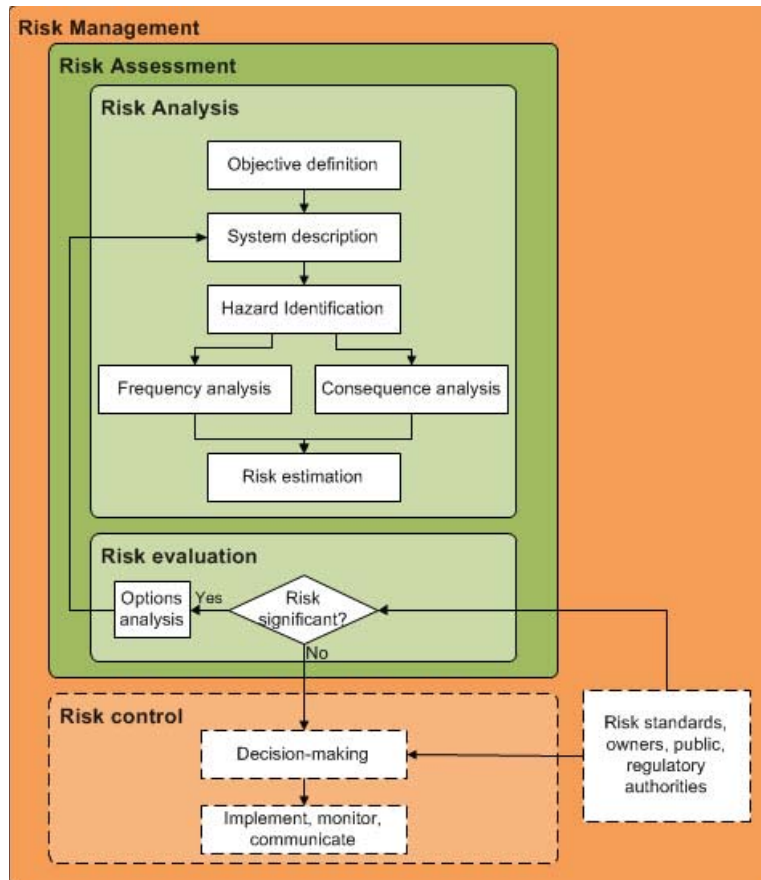 Risk Management
Risk Assessment
Risk Analysis
Objective definition
System description
Hazard Identification
Frequency analysis
Consequence analysis
Risk estimation
Risk evaluation
Options
analysis
Yes
Risk
significant?
No
Risk control
Decision-making
Implement, monitor,
communicate
Risk standards,
owners, public,
regulatory
authorities